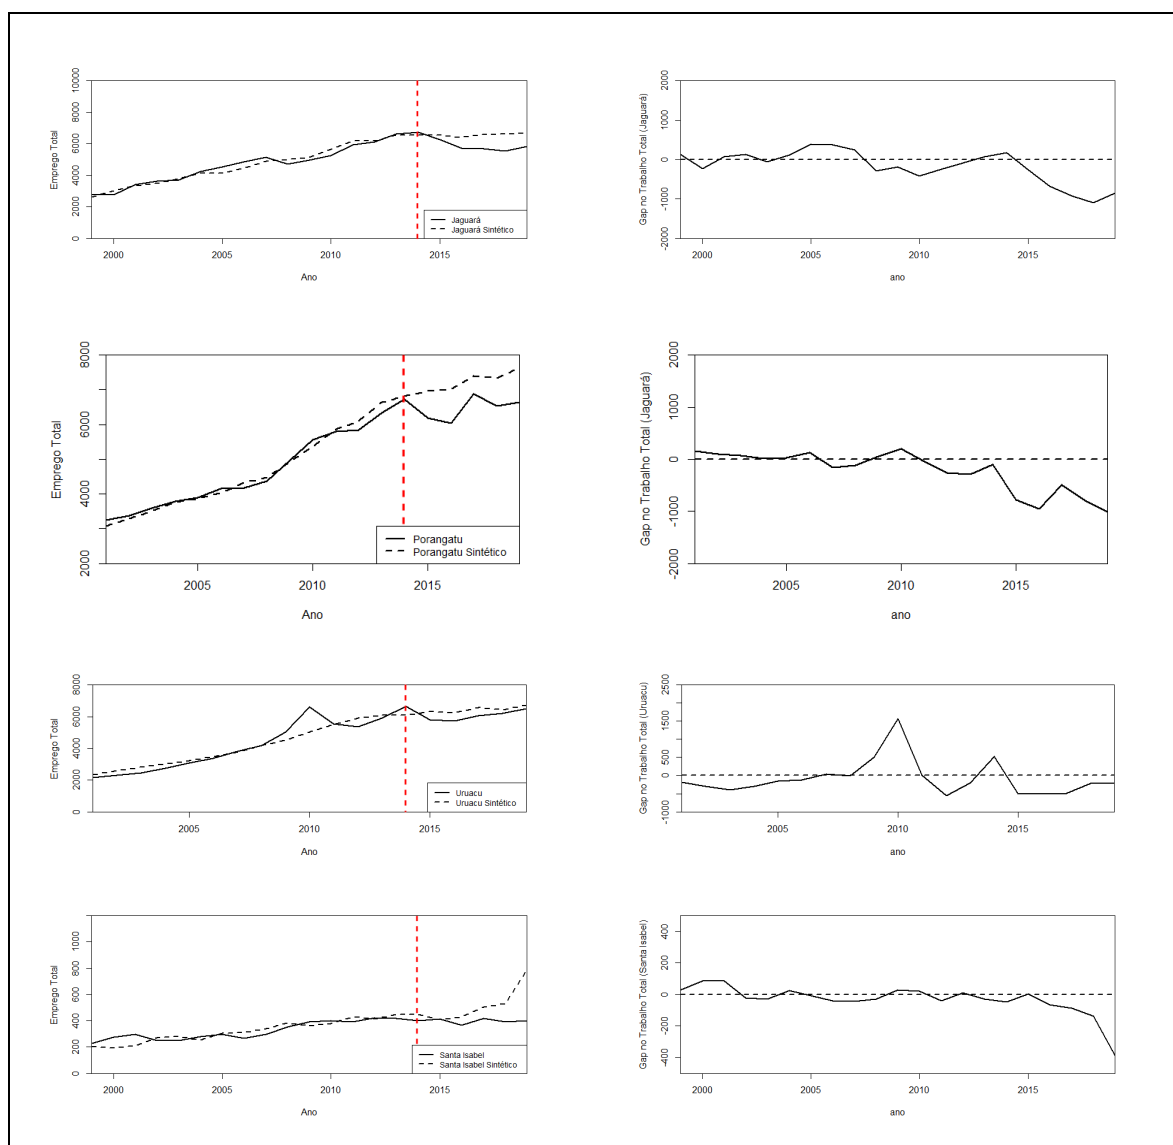 Emprego Total
10000
8000
6000
4000
2000
0
2000
2005
2010
2015
Ano
Jaguará
Jaguará Sintético
Gap no Trabalho Total (Jaguará)
2000
1000
0
-1000
-2000
2000
2005
2010
2015
ano
Emprego Total
8000
6000
4000
2000
2005
2010
2015
Ano
Porangatu
Porangatu Sintético
Gap no Trabalho Total (Jaguará)
2000
1000
0
-1000
-2000
2005
2010
2015
ano
Emprego Total
8000
6000
4000
2000
0
2005
2010
2015
Ano
Uruacu
Uruacu Sintético
Gap no Trabalho Total (Uruacu)
2500
1500
500
0
-1000
2005
2010
2015
ano
Emprego Total
1000
800
600
400
200
0
2000
2005
2010
2015
Ano
Santa Isabel
Santa Isabel Sintético
Gap no Trabalho Total (Santa Isabel)
400
200
0
-200
-400
2000
2005
2010
2015
ano